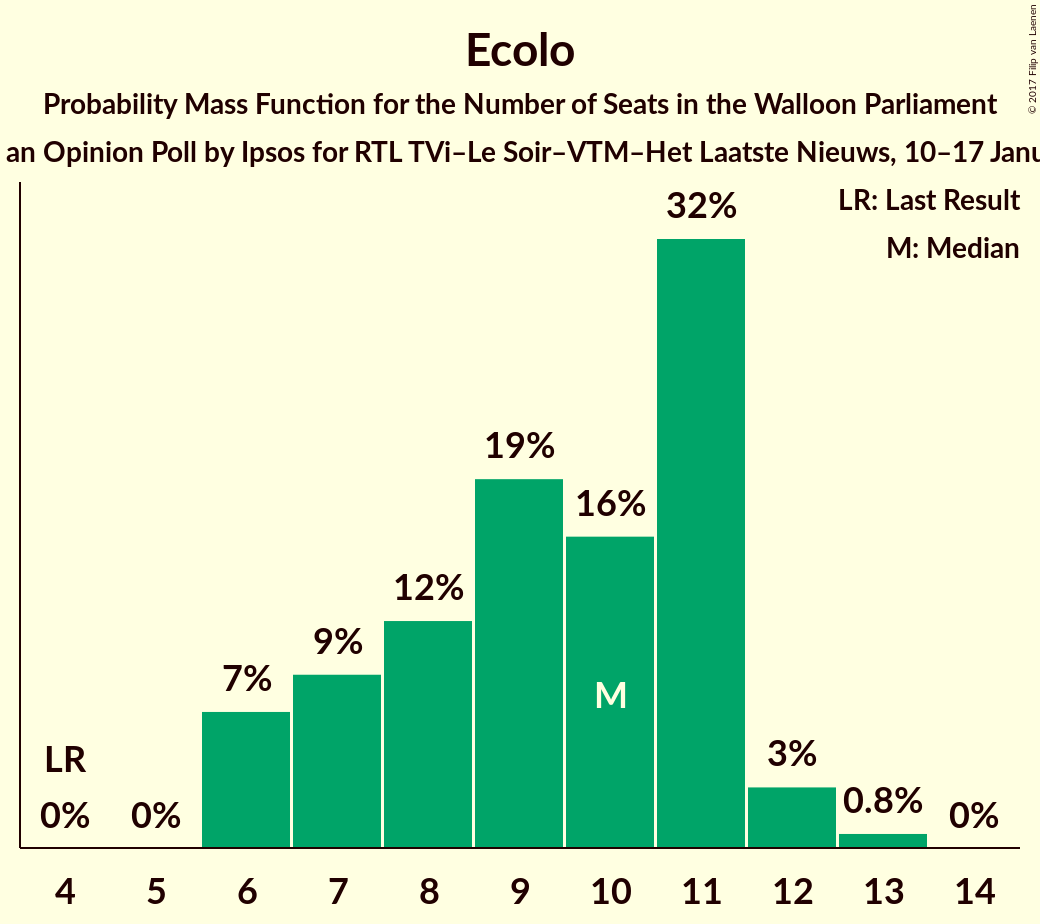 Ecolo
Probability Mass Function for the Number of Seats in the Walloon Parliament
an Opinion Poll by Ipsos for RTL TVi–Le Soir–VTM–Het Laatste Nieuws, 10–17 Janu
© 2017 Filip van Laenen
LR: Last Result
M: Median
32%
19%
16%
12%
9%
7%
M
LR
3%
0.8%
0%
0%
0%
4 5 6 7 8 9 10 11 12 13 14